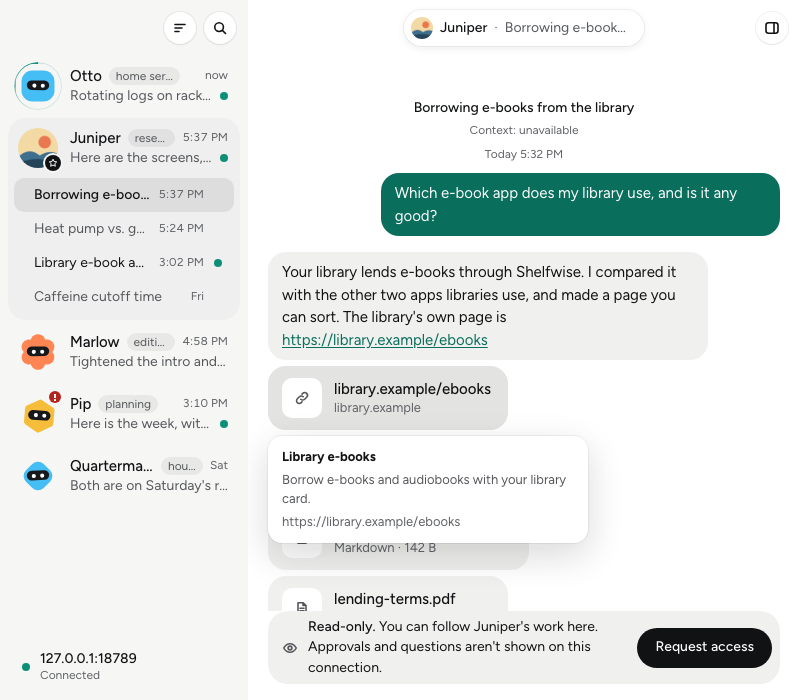 Otto
home ser...
now
Rotating logs on rack...
Juniper
rese...
5:37 PM
Here are the screens,...
Borrowing e-boo...
5:37 PM
Heat pump vs. g...
5:24 PM
Library e-book a...
3:02 PM
Caffeine cutoff time
Fri
Marlow
editi...
4:58 PM
Tightened the intro and...
Pip
planning
3:10 PM
Here is the week, wit...
Quarterma...
hou...
Sat
Both are on Saturday's r...
127.0.0.1:18789
Connected
Juniper · Borrowing e-book...
Borrowing e-books from the library
Context: unavailable
Today 5:32 PM
Which e-book app does my library use, and is it any
good?
Your library lends e-books through Shelfwise. I compared it
with the other two apps libraries use, and made a page you
can sort. The library's own page is
https://library.example/ebooks
library.example/ebooks
library.example
Library e-books
Borrow e-books and audiobooks with your library
card.
https://library.example/ebooks
Markdown · 142 B
lending-terms.pdf
Read-only. You can follow Juniper's work here.
Approvals and questions aren't shown on this
connection.
Request access